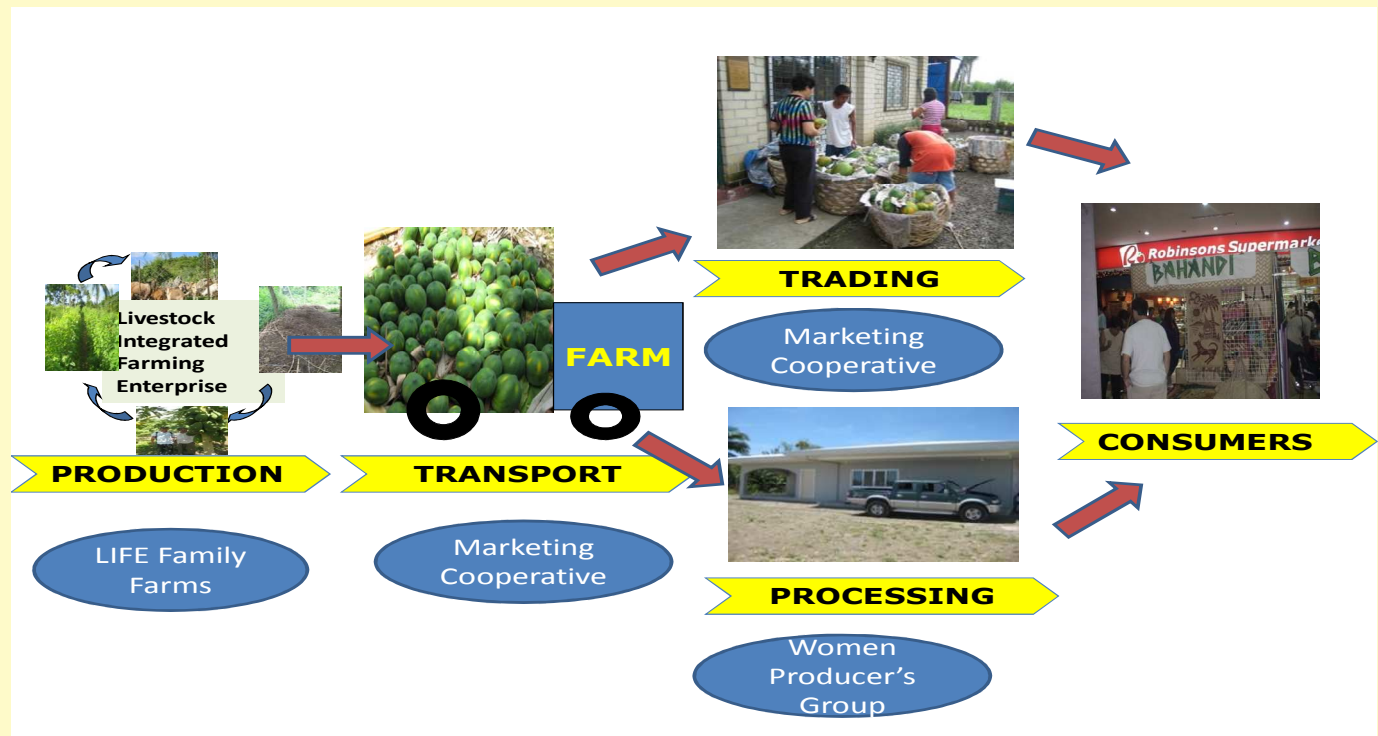 Livestock
Integrated
Farming
Enterprise
PRODUCTION
LIFE Family
Farms
FARM
TRANSPORT
Marketing
Cooperative
TRADING
Marketing
Cooperative
PROCESSING
Women
Producer’s
Group
Robinsons Supermarke
BAHANDI
CONSUMERS